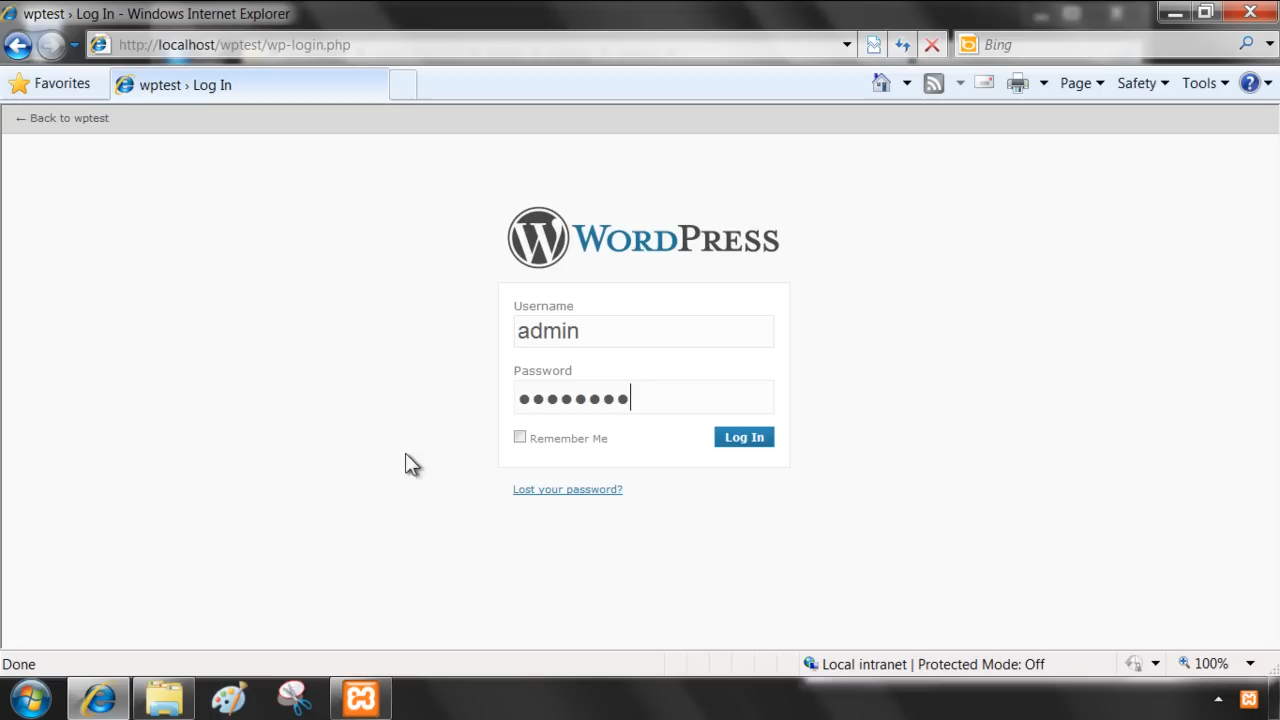 wptest › Log In - Windows Internet Explorer
http://localhost/wptest/wp-login.php
Bing
Favorites
wptest › Log In
Page
Safety
Tools
← Back to wptest
WORDPRESS
Username
admin
Password
Remember Me
Log In
Lost your password?
Done
Local intranet | Protected Mode: Off
100%